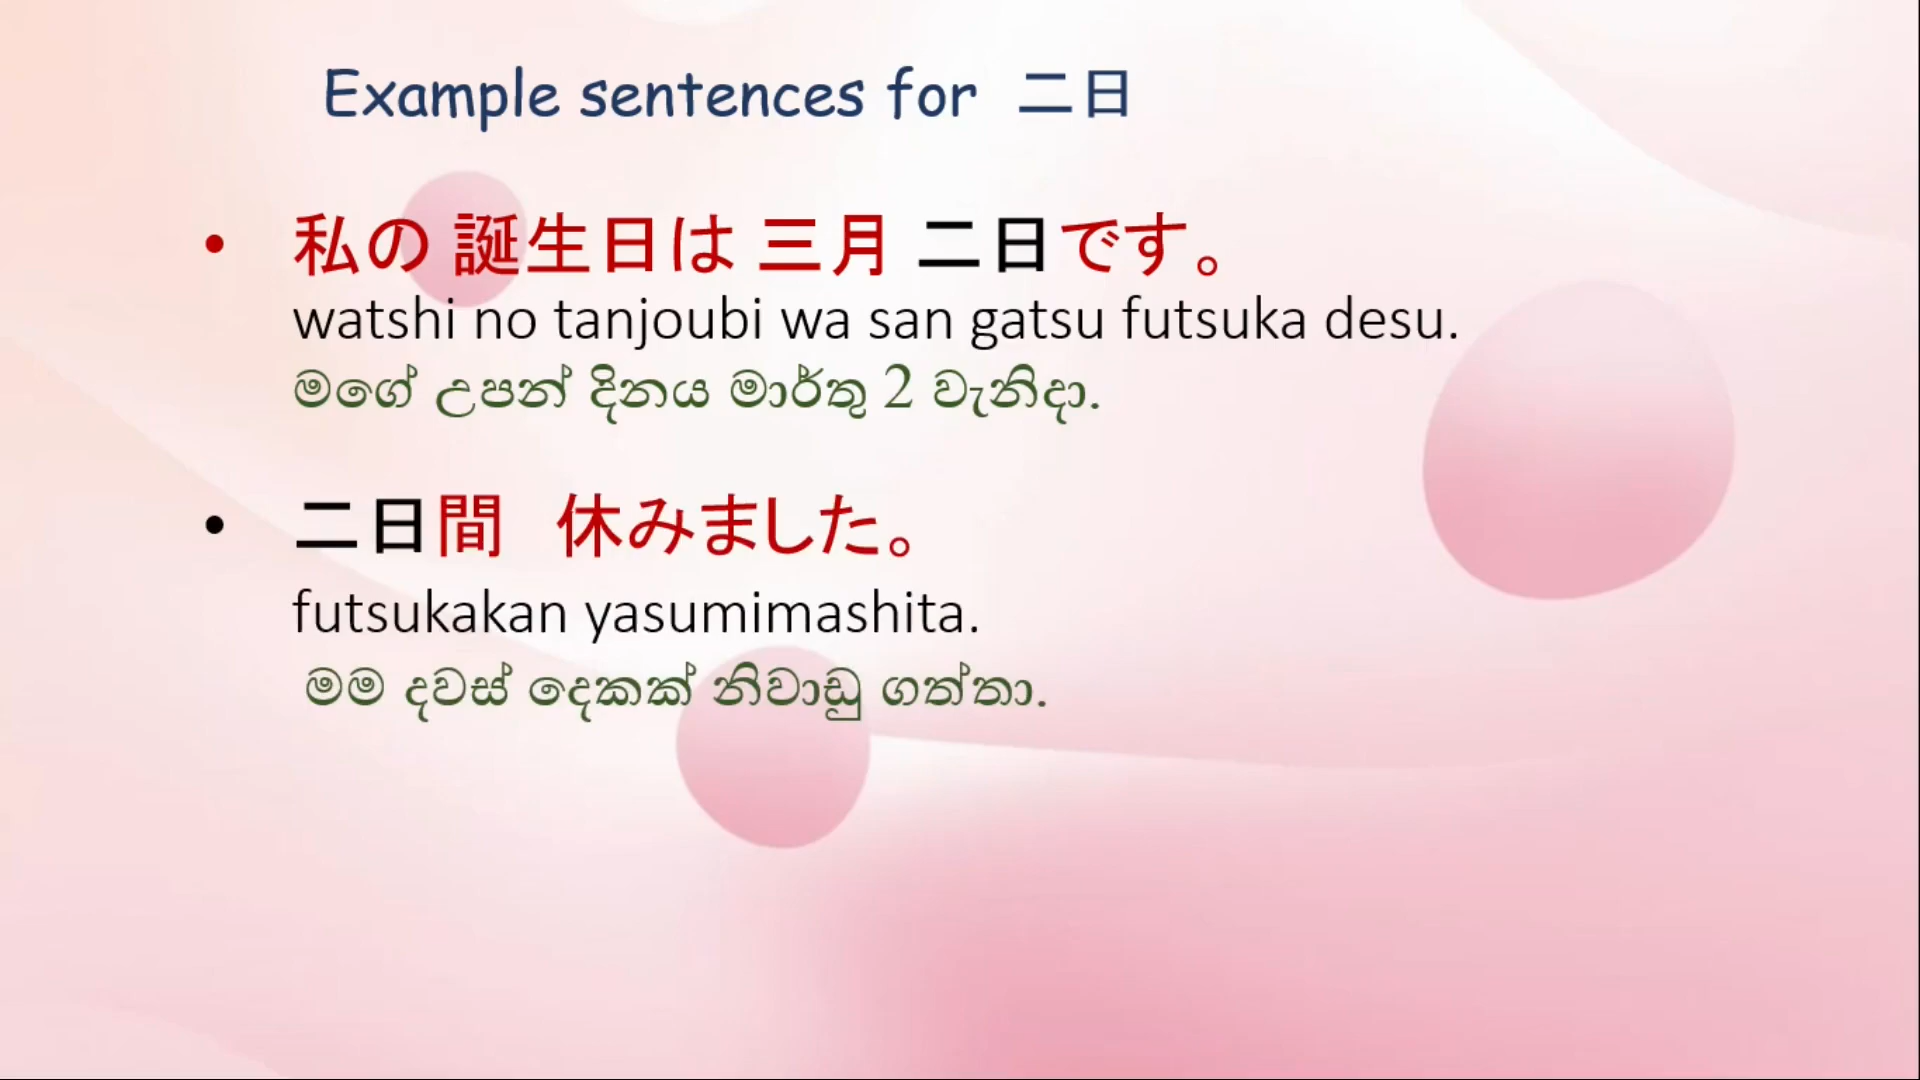 Example sentences for 二日
• 私の 誕生日は 三月 二日です。
watshi no tanjoubi wa san gatsu futsuka desu.
මගේ උපන් දිනය මාර්තු 2 වැනිදා.
• 二日間　休みました。
futsukakan yasumimashita.
මම දවස් දෙකක් නිවාඩු ගත්තා.